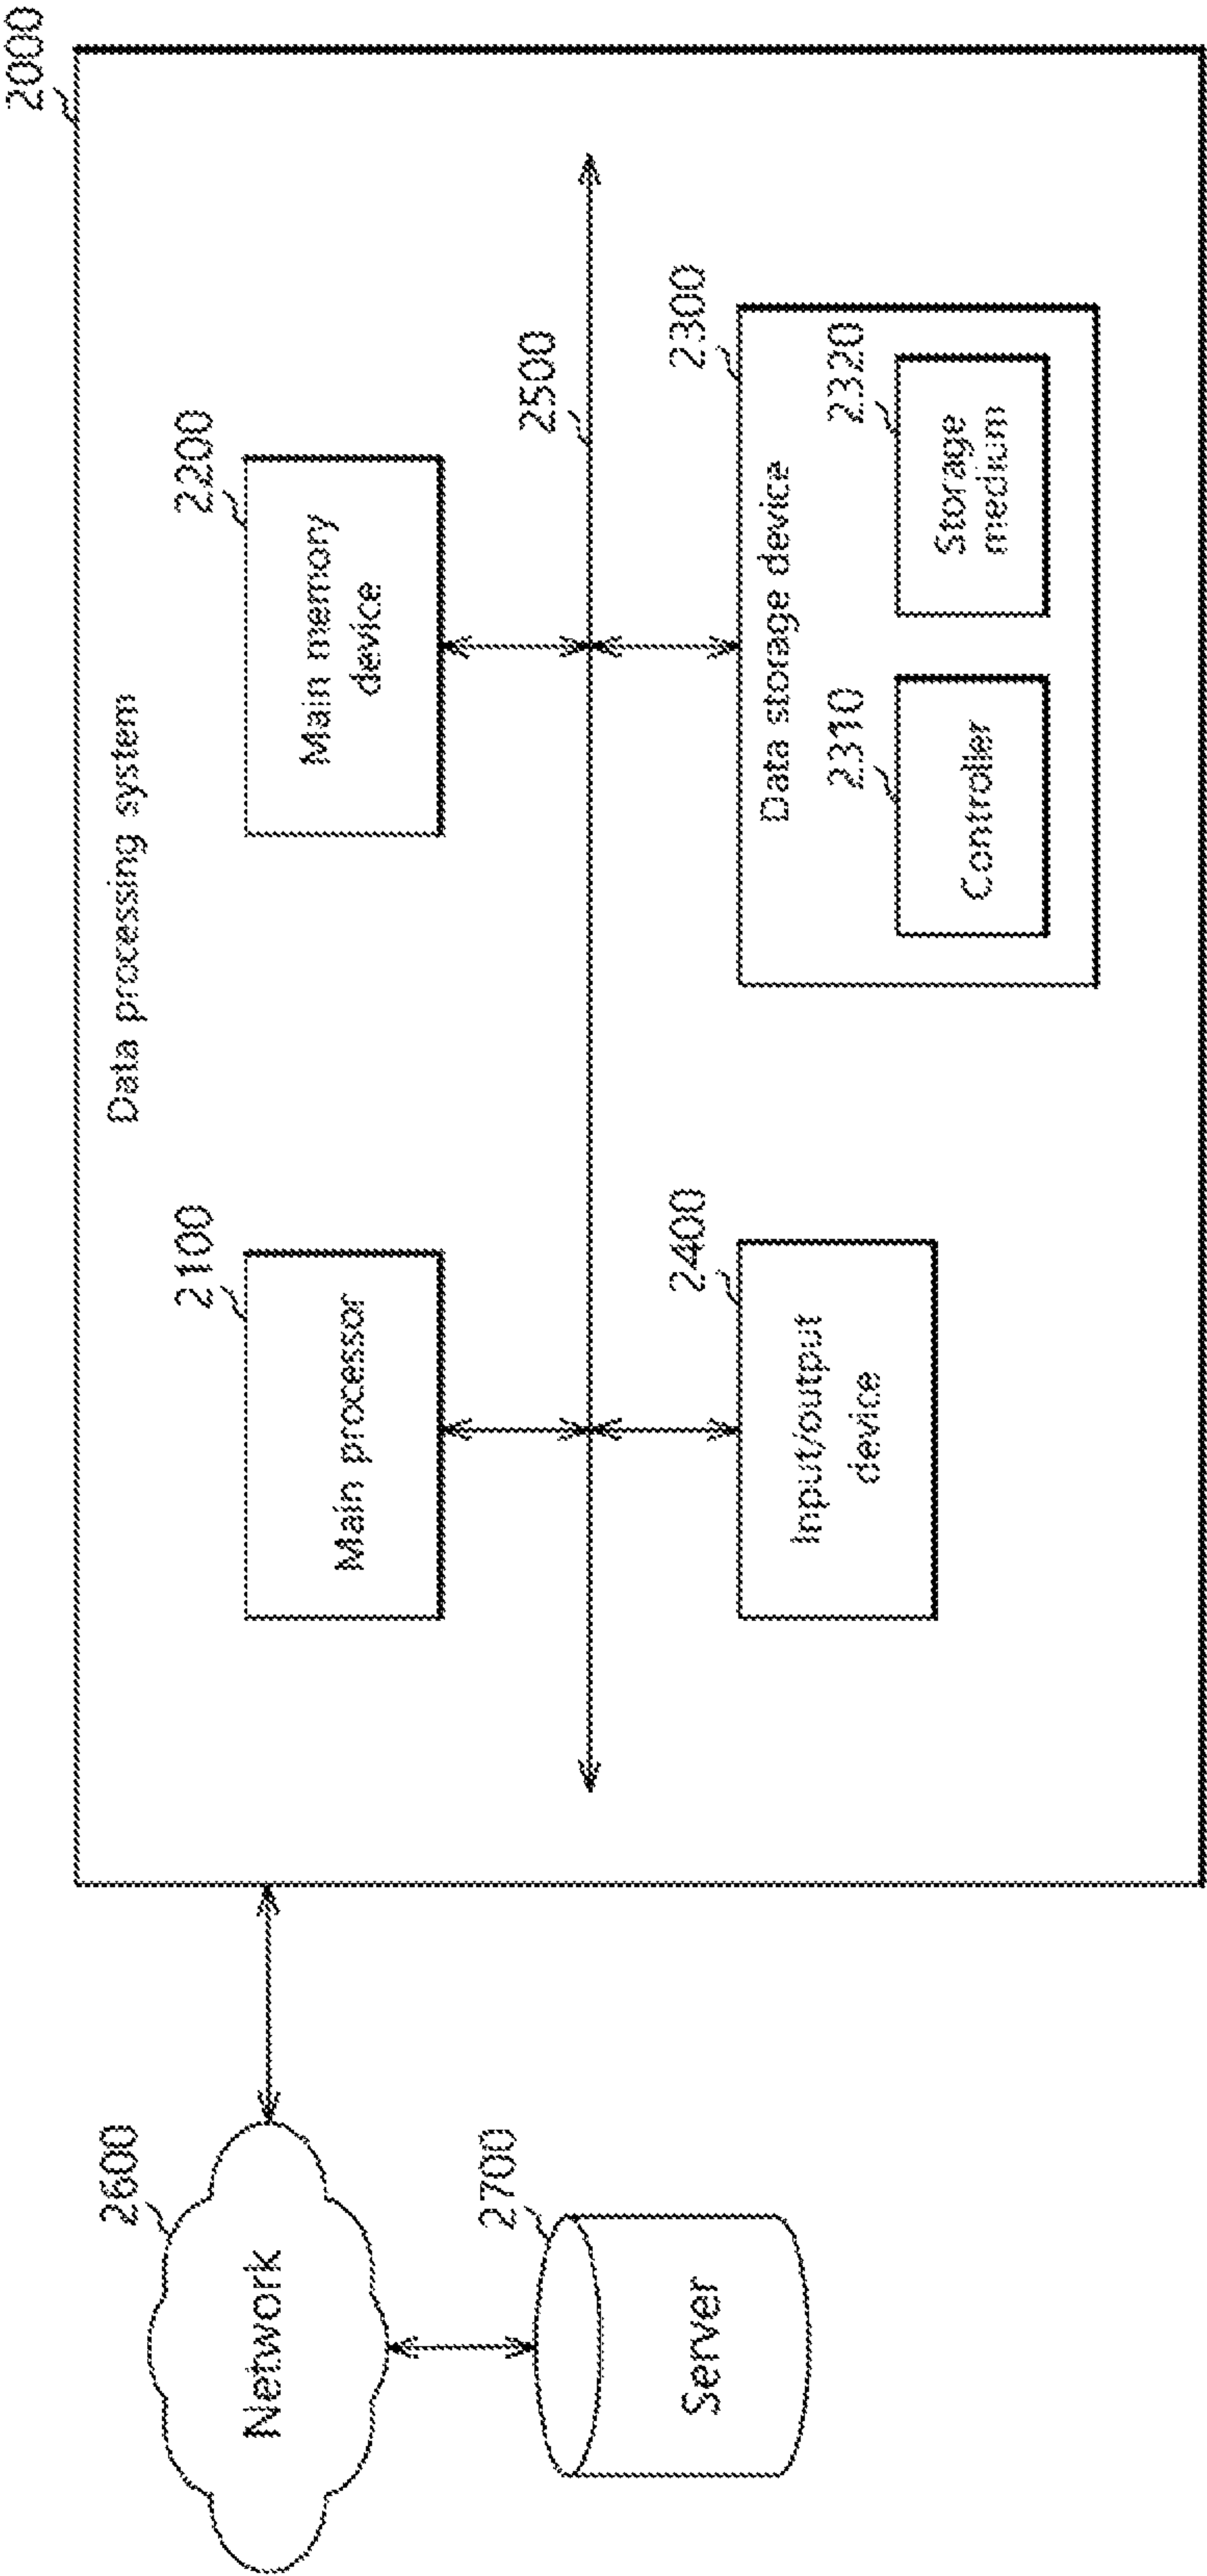 2000
Data processing system
2600
Network
2100
Main processor
2200
Main memory
device
2500
2700
Server
2400
Input/output
device
2300
Data storage device
2310
Controller
2320
Storage
medium